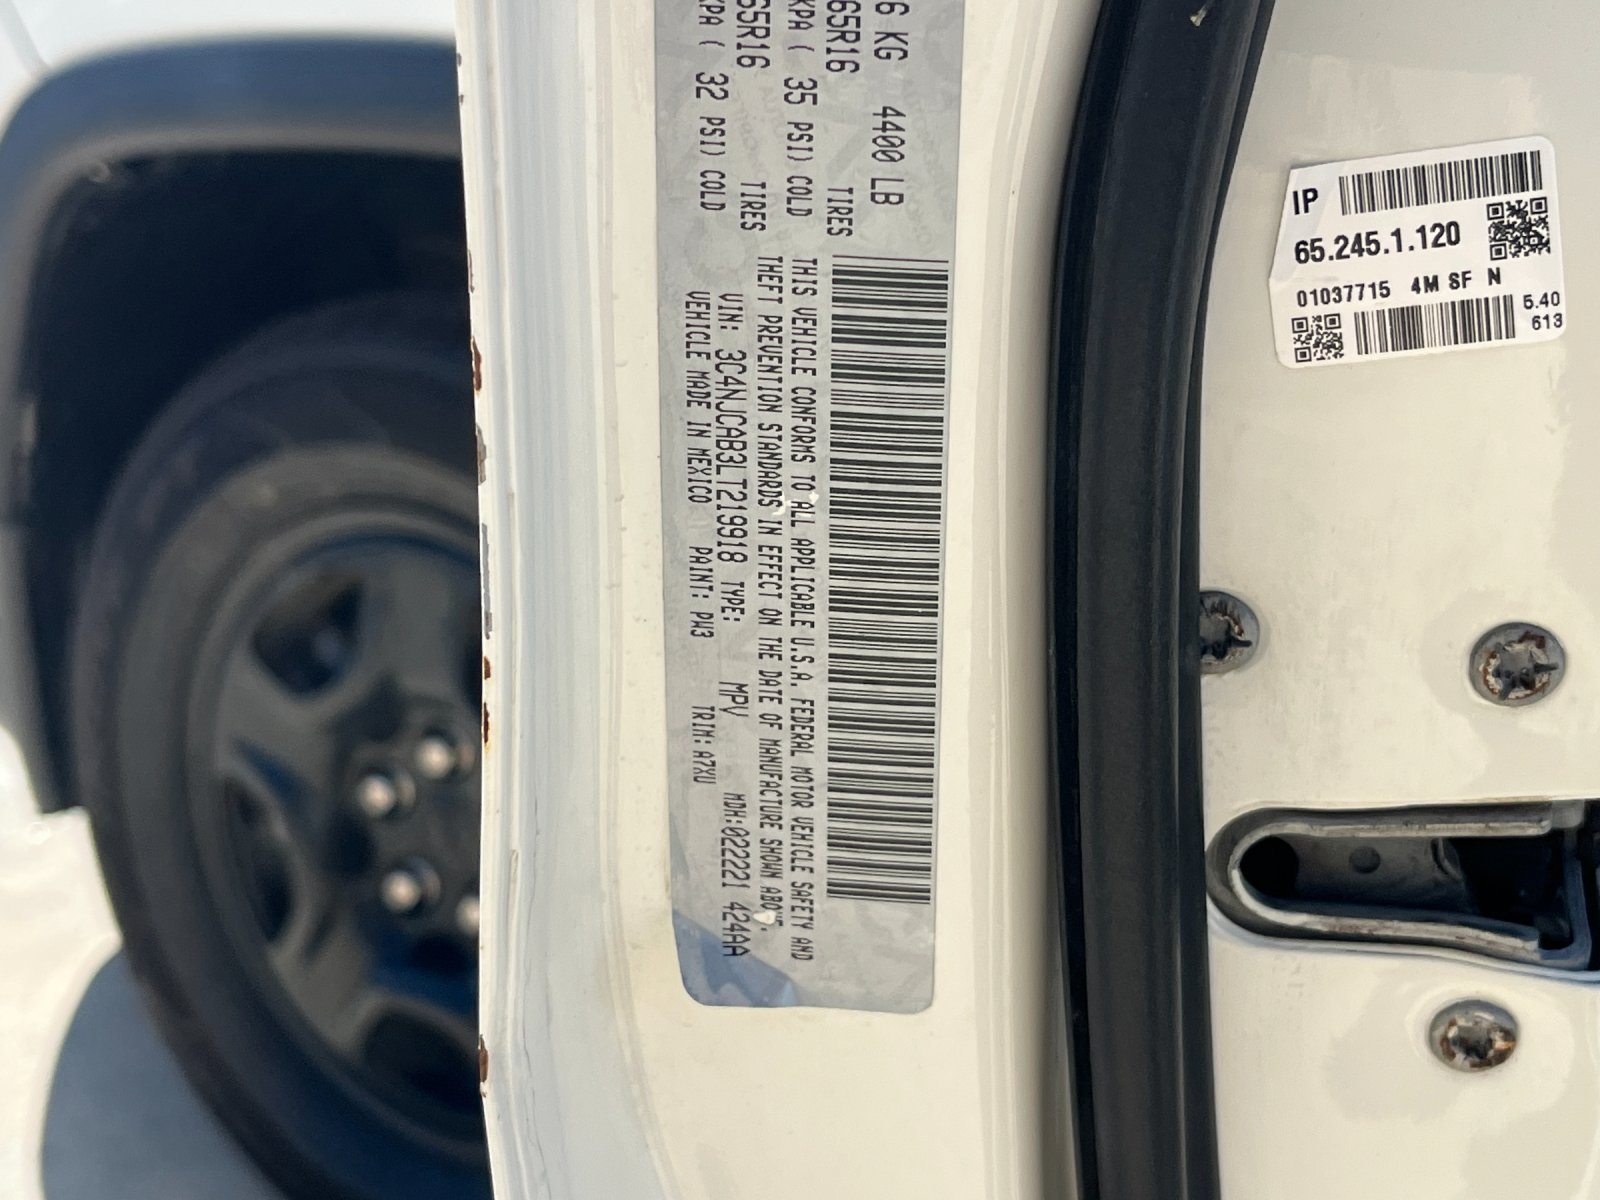 6 KG 4400 LB
65R16 TIRES
KPA ( 35 PSI) COLD
65R16 TIRES
KPA ( 32 PSI) COLD
THIS VEHICLE CONFORMS TO ALL APPLICABLE U.S.A. FEDERAL MOTOR VEHICLE SAFETY AND
THEFT PREVENTION STANDARDS IN EFFECT ON THE DATE OF MANUFACTURE SHOWN ABOVE.
VIN: 3C4NJCAB3LT219918 TYPE: MPV MDH:022221 424AA
VEHICLE MADE IN MEXICO PAINT: PW3 TRIM: A7XU
IP
65.245.1.120
01037715 4M SF N
5.40
613